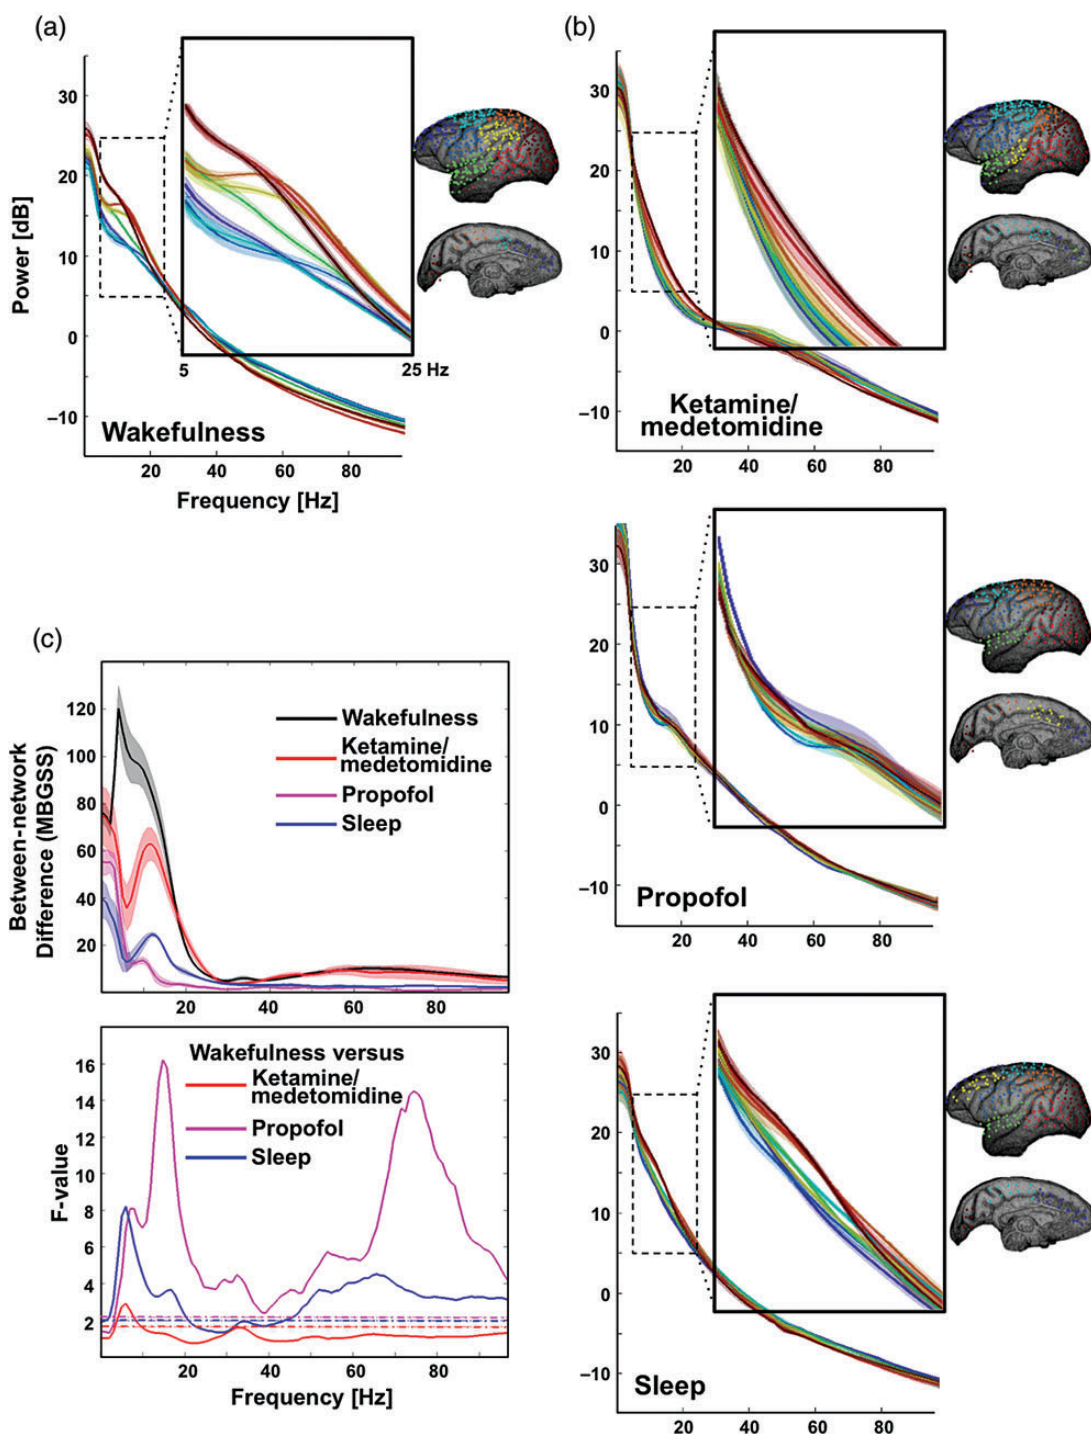 (a)
30
20
10
0
−10
Power [dB]
5
25 Hz
Wakefulness
20
40
60
80
Frequency [Hz]
(b)
30
20
10
0
−10
Ketamine/
medetomidine
20
40
60
80
30
20
10
0
−10
Propofol
20
40
60
80
30
20
10
0
−10
Sleep
20
40
60
80
(c)
120
100
80
60
40
20
Between-network
Difference (MBGSS)
Wakefulness
Ketamine/
medetomidine
Propofol
Sleep
20
40
60
80
16
14
12
10
8
6
4
2
F-value
Wakefulness versus
Ketamine/
medetomidine
Propofol
Sleep
20
40
60
80
Frequency [Hz]